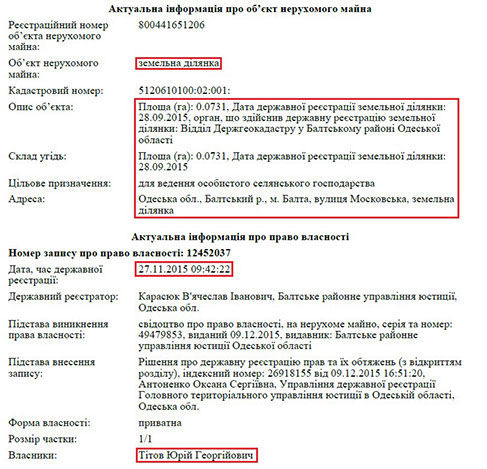 Актуальна інформація про об'єкт нерухомого майна
Реєстраційний номер об'єкта нерухомого майна: 800441651206
Об'єкт нерухомого майна: земельна ділянка
Кадастровий номер: 5120610100:02:001:
Опис об'єкта: Площа (га): 0.0731, Дата державної реєстрації земельної ділянки:
28.09.2015, орган, що здійснив державну реєстрацію земельної
ділянки: Відділ Держгеокадастру у Балтському районі Одеської
області
Склад угідь: Площа (га): 0.0731, Дата державної реєстрації земельної ділянки:
28.09.2015
Цільове призначення: для ведення особистого селянського господарства
Адреса: Одеська обл., Балтський р., м. Балта, вулиця Московська, земельна
ділянка
Актуальна інформація про право власності
Номер запису про право власності: 12452037
Дата, час державної реєстрації: 27.11.2015 09:42:22
Державний реєстратор: Карасюк В'ячеслав Іванович, Балтське районне управління юстиції,
Одеська обл.
Підстава виникнення права власності: свідоцтво про право власності, на нерухоме майно, серія та номер:
49479853, виданий 09.12.2015, видавник: Балтське районне
управління юстиції Одеської області
Підстава внесення запису: Рішення про державну реєстрацію прав та їх обтяжень (з відкриттям
розділу), індексний номер: 26918155 від 09.12.2015 16:51:20,
Антоненко Оксана Сергіївна, Управління державної реєстрації
Головного територіального управління юстиції в Одеській області,
Одеська обл.
Форма власності: приватна
Розмір частки: 1/1
Власники: Тітов Юрій Георгійович